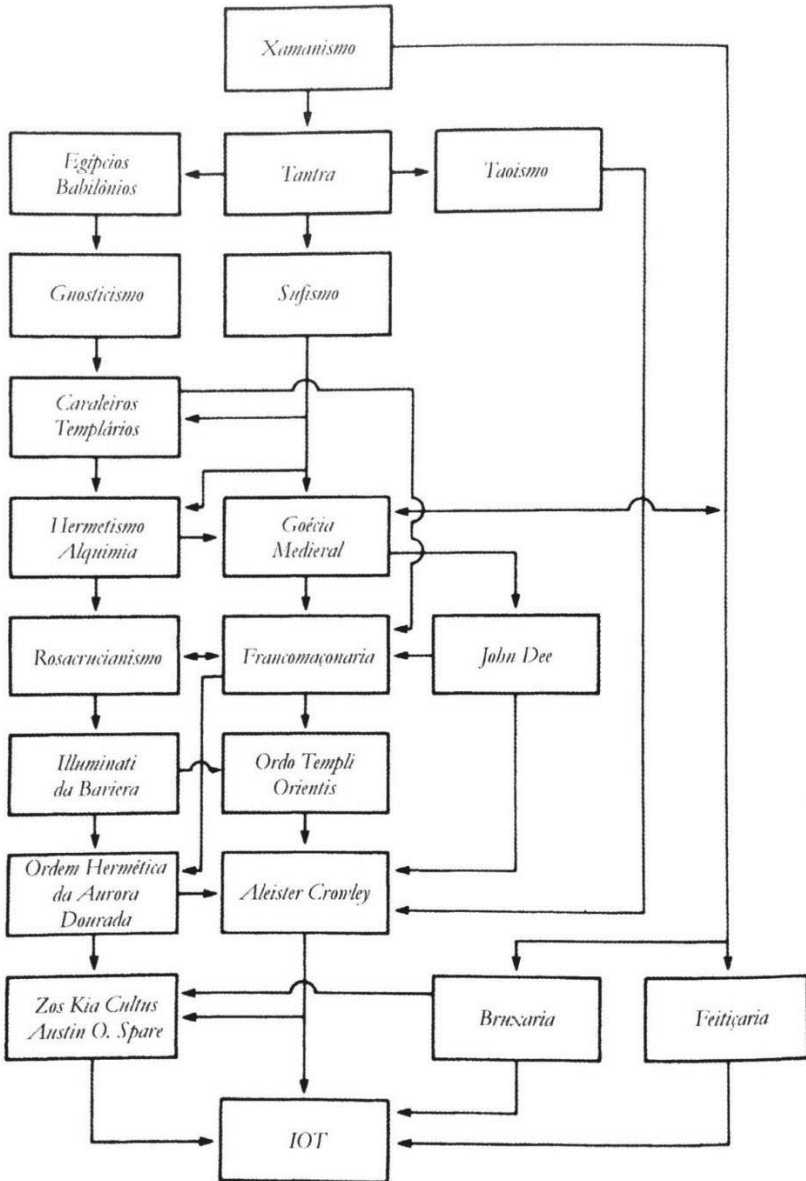 Xamanismo
Egípcios
Babilônios
Tantra
Taoismo
Gnosticismo
Sufismo
Cavaleiros
Templários
Hermetismo
Alquimia
Goécia
Medieval
Rosacrucianismo
Francomaçonaria
John Dee
Illuminati
da Baviera
Ordo Templi
Orientis
Ordem Hermética
da Aurora
Dourada
Aleister Crowley
Zos Kia Cultus
Austin O. Spare
Bruxaria
Feitiçaria
IOT